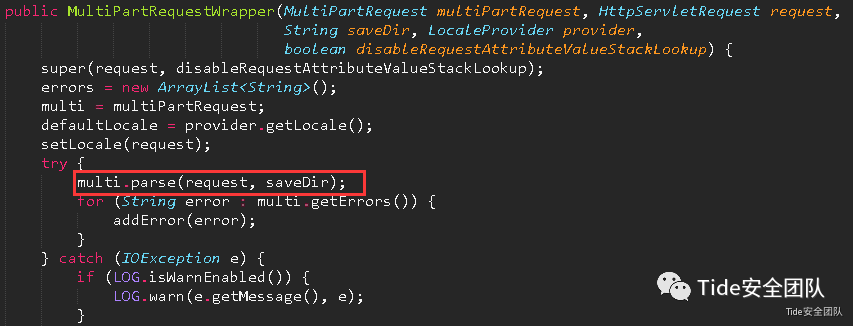 public MultiPartRequestWrapper(MultiPartRequest multiPartRequest, HttpServletRequest request,
String saveDir, LocaleProvider provider,
boolean disableRequestAttributeValueStackLookup) {
super(request, disableRequestAttributeValueStackLookup);
errors = new ArrayList<String>();
multi = multiPartRequest;
defaultLocale = provider.getLocale();
setLocale(request);
try {
multi.parse(request, saveDir);
for (String error : multi.getErrors()) {
addError(error);
}
} catch (IOException e) {
if (LOG.isWarnEnabled()) {
LOG.warn(e.getMessage(), e);
}
Tide安全团队
Tide安全团队